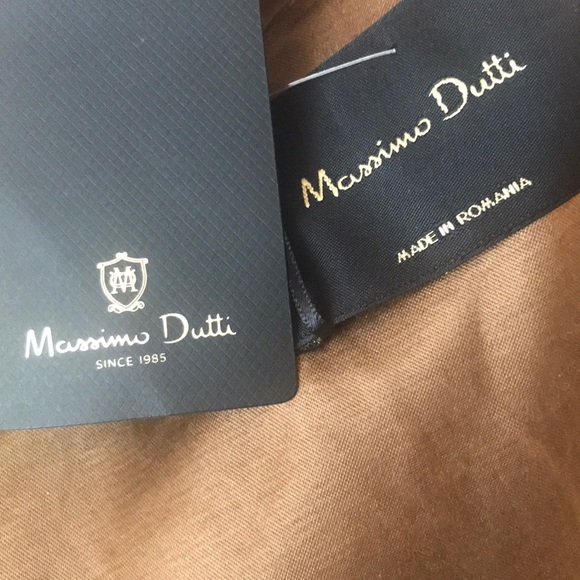 Massimo Dutti
MADE IN ROMANIA
M
Massimo Dutti
SINCE 1985